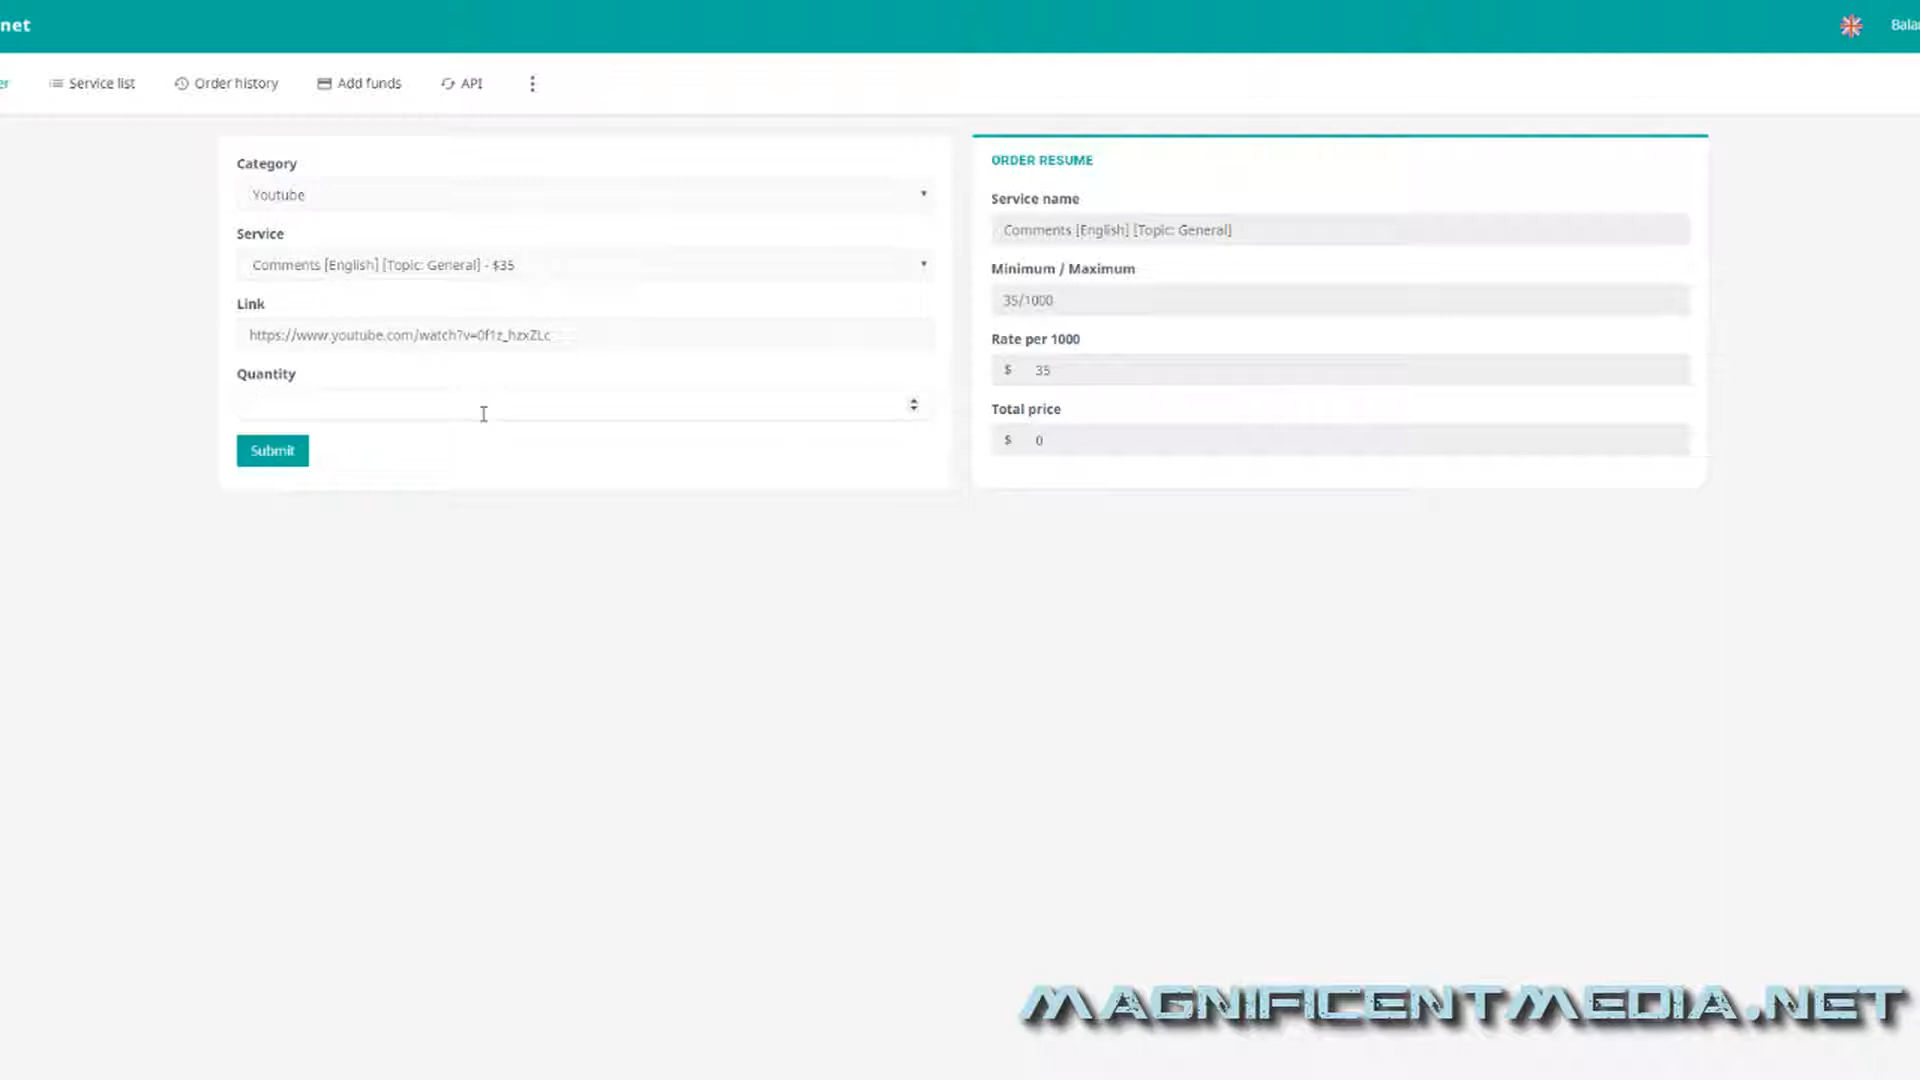 net
Bala
er
Service list
Order history
Add funds
API
Category
Youtube
Service
Comments [English] [Topic: General] - $35
Link
https://www.youtube.com/watch?v=0f1z_hzxZLc
Quantity
Submit
ORDER RESUME
Service name
Comments [English] [Topic: General]
Minimum / Maximum
35/1000
Rate per 1000
$ 35
Total price
$ 0
MAGNIFICENTMEDIA.NET